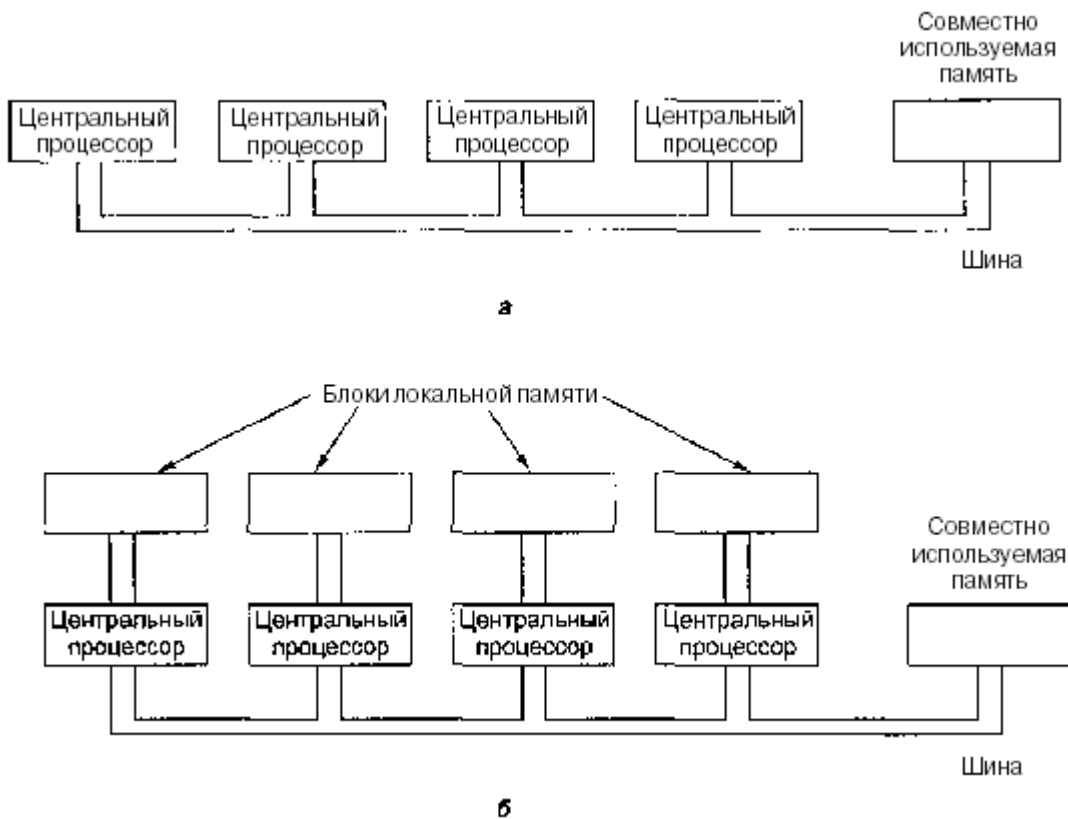 Совместно
используемая
память
Центральный
процессор
Центральный
процессор
Центральный
процессор
Центральный
процессор
Шина
а
Блоки локальной памяти
Совместно
используемая
память
Центральный
процессор
Центральный
процессор
Центральный
процессор
Центральный
процессор
Шина
б